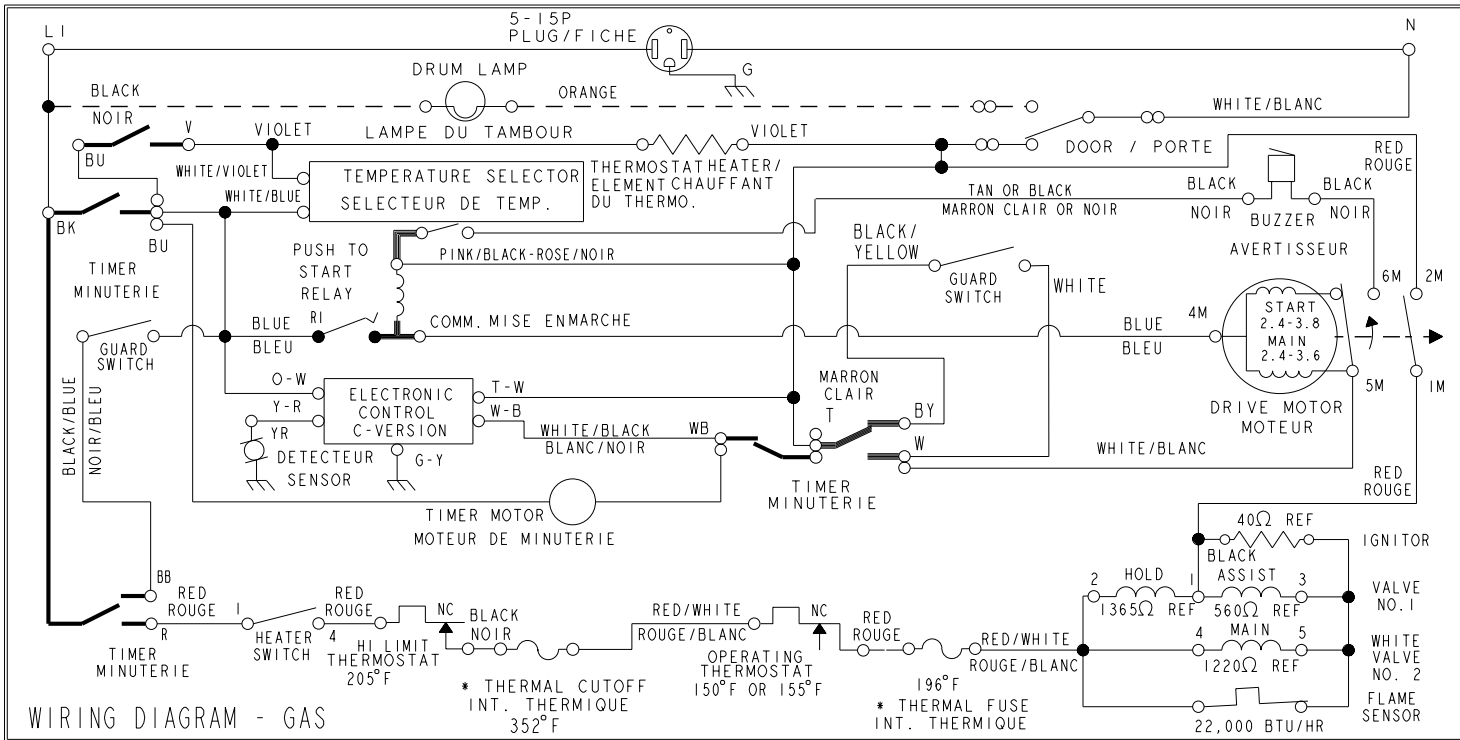 5-15P
PLUG/FICHE
L1
N
G
DRUM LAMP
BLACK
NOIR
ORANGE
WHITE/BLANC
LAMPE DU TAMBOUR
V
VIOLET
VIOLET
BU
DOOR / PORTE
RED
ROUGE
WHITE/VIOLET
TEMPERATURE SELECTOR
SELECTEUR DE TEMP.
THERMOSTAT HEATER/
ELEMENT CHAUFFANT
DU THERMO.
WHITE/BLUE
TAN OR BLACK
MARRON CLAIR OR NOIR
BLACK
NOIR
BUZZER
AVERTISSEUR
BLACK
NOIR
BK
BU
PUSH TO
START
RELAY
PINK/BLACK-ROSE/NOIR
BLACK/
YELLOW
GUARD
SWITCH
WHITE
TIMER
MINUTERIE
6M
2M
R1
BLUE
BLEU
COMM. MISE ENMARCHE
BLUE
BLEU
4M
START
2.4-3.8
MAIN
2.4-3.6
GUARD
SWITCH
5M
1M
DRIVE MOTOR
MOTEUR
BLACK/BLUE
NOIR/BLEU
O-W
Y-R
YR
ELECTRONIC
CONTROL
C-VERSION
T-W
W-B
G-Y
DETECTEUR
SENSOR
WHITE/BLACK
BLANC/NOIR
WB
MARRON
CLAIR
T
BY
W
WHITE/BLANC
TIMER
MINUTERIE
RED
ROUGE
TIMER MOTOR
MOTEUR DE MINUTERIE
40Ω REF
IGNITOR
BLACK
BB
RED
ROUGE
R
TIMER
MINUTERIE
1
HEATER
SWITCH
RED
ROUGE
4
NC
HI LIMIT
THERMOSTAT
205°F
BLACK
NOIR
* THERMAL CUTOFF
INT. THERMIQUE
352°F
RED/WHITE
ROUGE/BLANC
NC
OPERATING
THERMOSTAT
150°F OR 155°F
RED
ROUGE
196°F
* THERMAL FUSE
INT. THERMIQUE
RED/WHITE
ROUGE/BLANC
2
HOLD
1
ASSIST
3
1365Ω REF
560Ω REF
VALVE
NO.1
4
MAIN
5
1220Ω REF
WHITE
VALVE
NO. 2
22,000 BTU/HR
FLAME
SENSOR
WIRING DIAGRAM - GAS